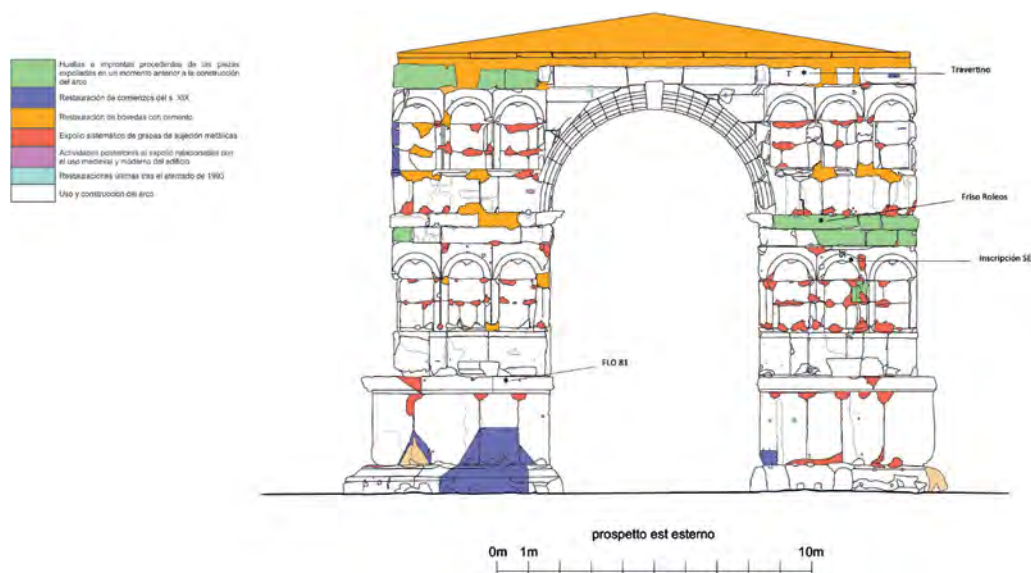 Huellas e improntas procedentes de las piezas
expoliadas en un momento anterior a la construcción
del arco
Restauración de comienzos del s. XIX
Restauración de bóvedas con cemento
Expolio sistemático de grapas de sujeción metálicas
Actividades posteriores al expolio relacionables con
el uso medieval y moderno del edificio
Restauraciones últimas tras el atentado de 1993
Uso y construcción del arco
T
Travertino
Friso Roleos
Inscripción SE
FLO 81
prospetto est esterno
0m 1m 10m